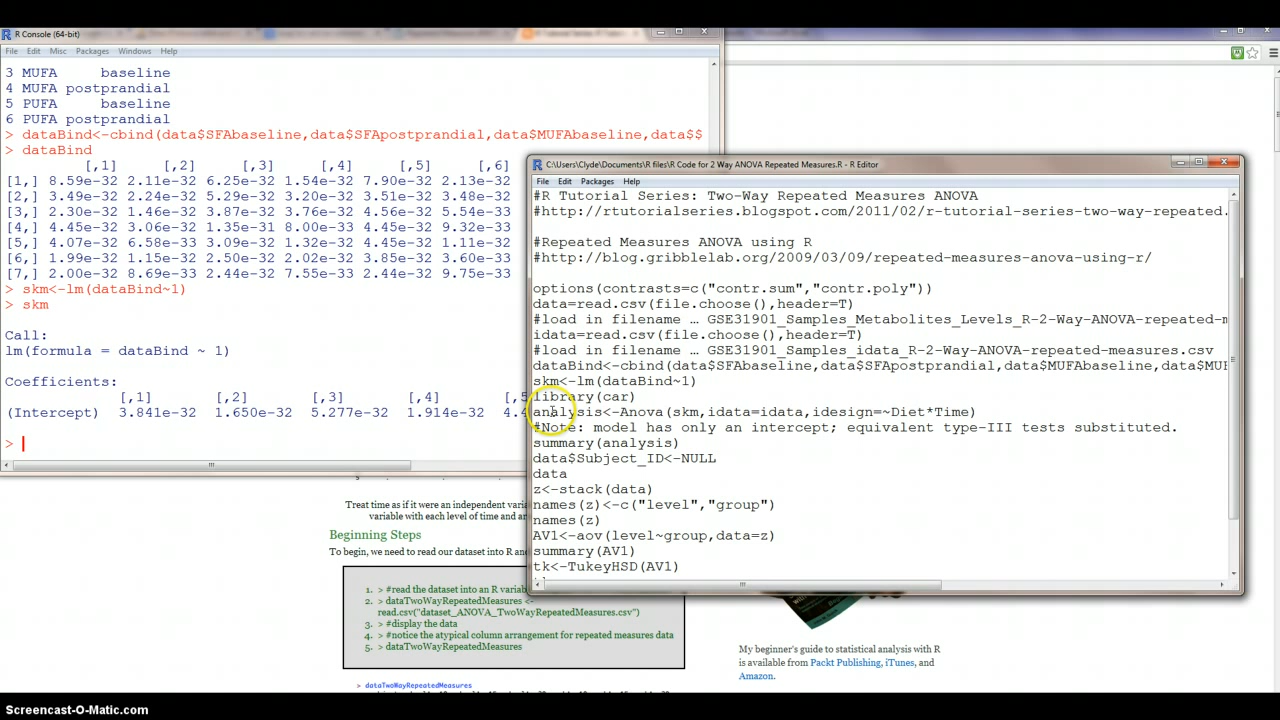 R Console (64-bit)
File Edit Misc Packages Windows Help
3 MUFA baseline
4 MUFA postprandial
5 PUFA baseline
6 PUFA postprandial
> dataBind<-cbind(data$SFAbaseline,data$SFApostprandial,data$MUFAbaseline,data$$
> dataBind
[,1] [,2] [,3] [,4] [,5] [,6]
[1,] 8.59e-32 2.11e-32 6.25e-32 1.54e-32 7.90e-32 2.13e-32
[2,] 3.49e-32 2.24e-32 5.29e-32 3.20e-32 3.51e-32 3.48e-32
[3,] 2.30e-32 1.46e-32 3.87e-32 3.76e-32 4.56e-32 5.54e-33
[4,] 4.45e-32 3.06e-32 1.35e-31 8.00e-33 4.45e-32 9.32e-33
[5,] 4.07e-32 6.58e-33 3.09e-32 1.32e-32 4.45e-32 1.11e-32
[6,] 1.99e-32 1.15e-32 2.50e-32 2.02e-32 3.85e-32 3.60e-33
[7,] 2.00e-32 8.69e-33 2.44e-32 7.55e-33 2.44e-32 9.75e-33
> skm<-lm(dataBind~1)
> skm
Call:
lm(formula = dataBind ~ 1)
Coefficients:
[,1] [,2] [,3] [,4] [,5
(Intercept) 3.841e-32 1.650e-32 5.277e-32 1.914e-32 4.4
>
C:\Users\Clyde\Documents\R files\R Code for 2 Way ANOVA Repeated Measures.R - R Editor
File Edit Packages Help
#R Tutorial Series: Two-Way Repeated Measures ANOVA
#http://rtutorialseries.blogspot.com/2011/02/r-tutorial-series-two-way-repeated.
#Repeated Measures ANOVA using R
#http://blog.gribblelab.org/2009/03/09/repeated-measures-anova-using-r/
options(contrasts=c("contr.sum","contr.poly"))
data=read.csv(file.choose(),header=T)
#load in filename … GSE31901_Samples_Metabolites_Levels_R-2-Way-ANOVA-repeated-m
idata=read.csv(file.choose(),header=T)
#load in filename … GSE31901_Samples_idata_R-2-Way-ANOVA-repeat-measures.csv
dataBind<-cbind(data$SFAbaseline,data$SFApostprandial,data$MUFAbaseline,data$MUF
skm<-lm(dataBind~1)
library(car)
analysis<-Anova(skm,idata=idata,idesign=~Diet*Time)
#Note: model has only an intercept; equivalent type-III tests substituted.
summary(analysis)
data$Subject_ID<-NULL
data
z<-stack(data)
names(z)<-c("level","group")
names(z)
AV1<-aov(level~group,data=z)
summary(AV1)
tk<-TukeyHSD(AV1)
Treat time as if it were an independent
variable with each level of time and
Beginning Steps
To begin, we need to read our dataset into R and
1. > #read the dataset into an R
2. > dataTwoWayRepeatedMeasures <-
read.csv("dataset_ANOVA_TwoWayRepeatedMeasures.csv")
3. > #display the data
4. > #notice the atypical column arrangement for repeated measures data
5. > dataTwoWayRepeatedMeasures
> dataTwoWayRepeatedMeasures
My beginner's guide to statistical analysis with R
is available from Packt Publishing, iTunes, and
Amazon.
Screencast-O-Matic.com